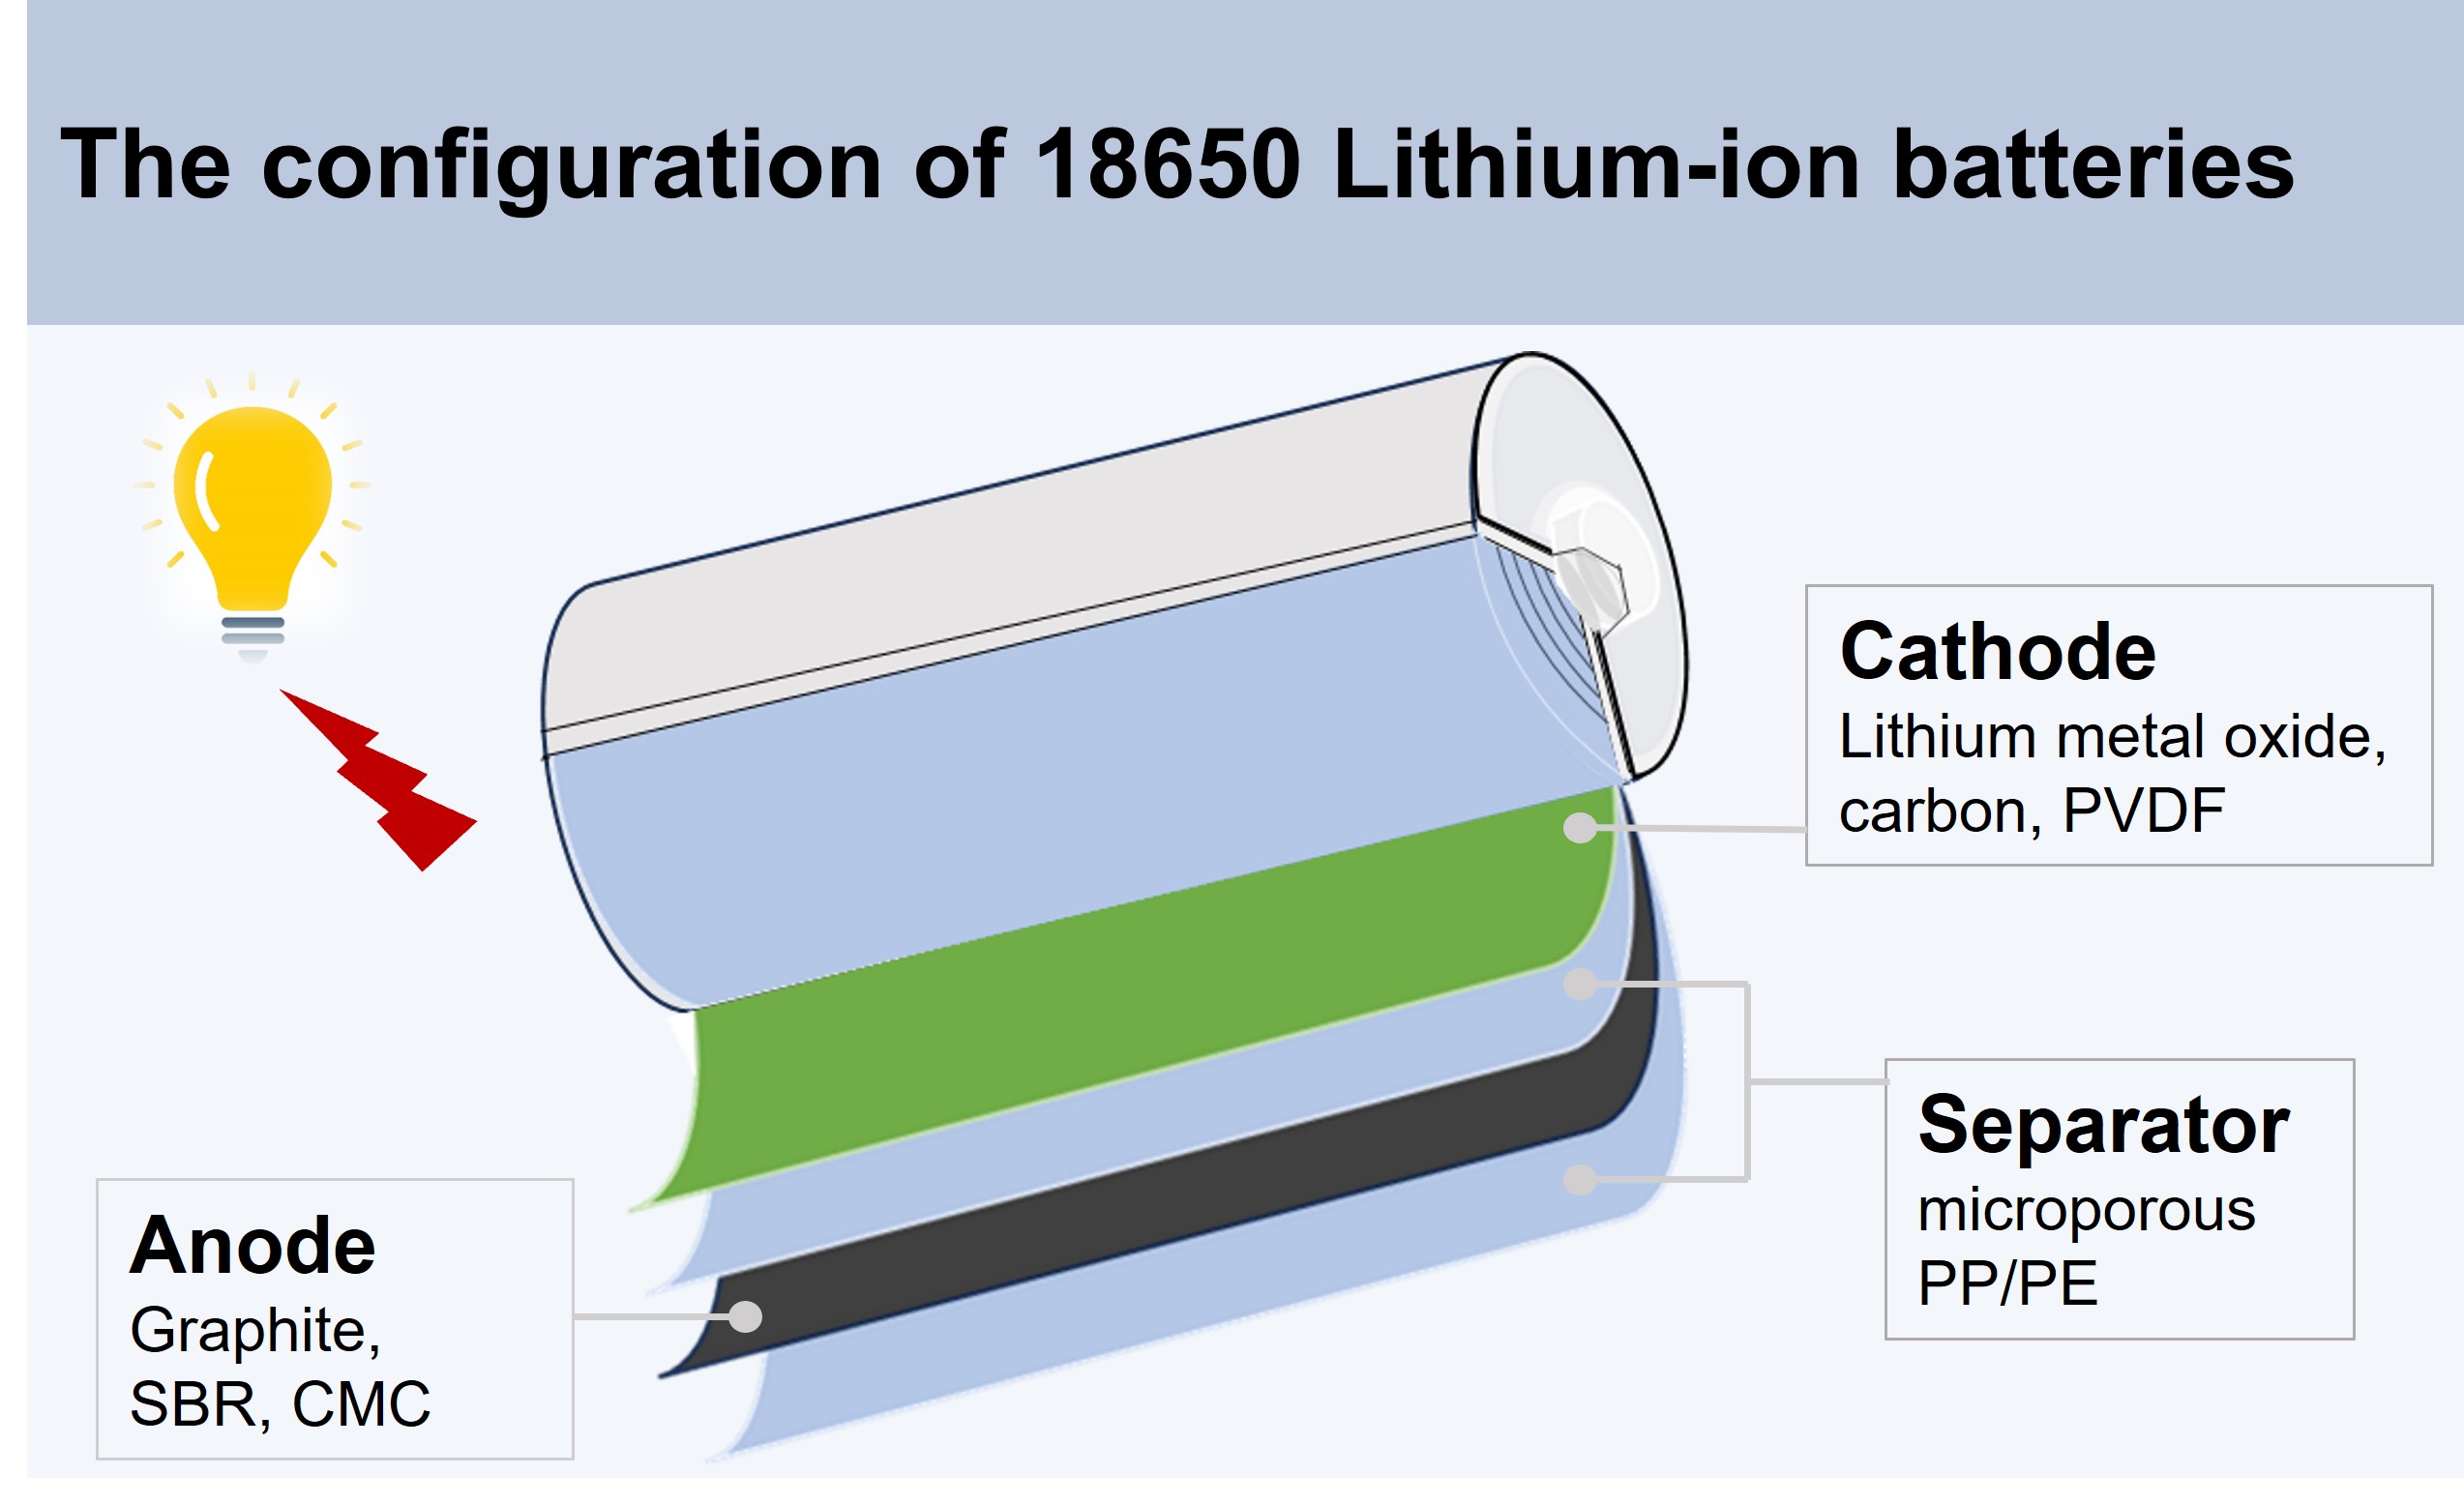 The configuration of 18650 Lithium-ion batteries
Cathode
Lithium metal oxide,
carbon, PVDF
Separator
microporous
PP/PE
Anode
Graphite,
SBR, CMC